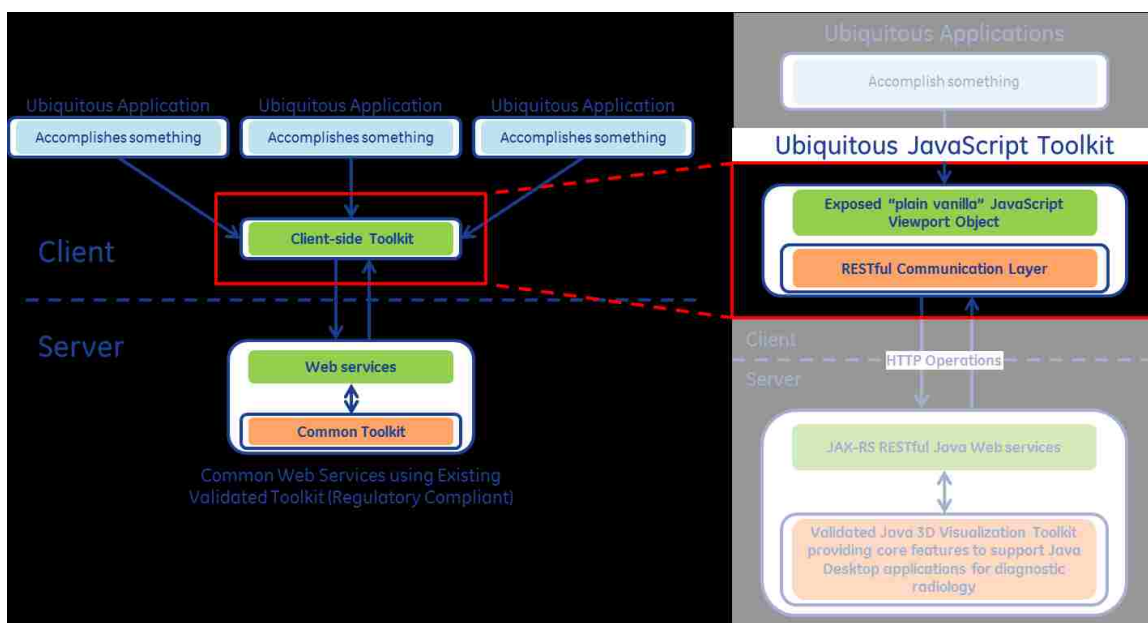 Ubiquitous Application
Accomplishes something
Ubiquitous Application
Accomplishes something
Ubiquitous Application
Accomplishes something
Client
Client-side Toolkit
Server
Web services
Common Toolkit
Common Web Services using Existing
Validated Toolkit (Regulatory Compliant)
Ubiquitous Applications
Accomplish something
Ubiquitous JavaScript Toolkit
Exposed “plain vanilla” JavaScript
Viewport Object
RESTful Communication Layer
Client
HTTP Operations
Server
JAX-RS RESTful Java Web services
Validated Java 3D Visualization Toolkit
providing core features to support Java
Desktop applications for diagnostic
radiology